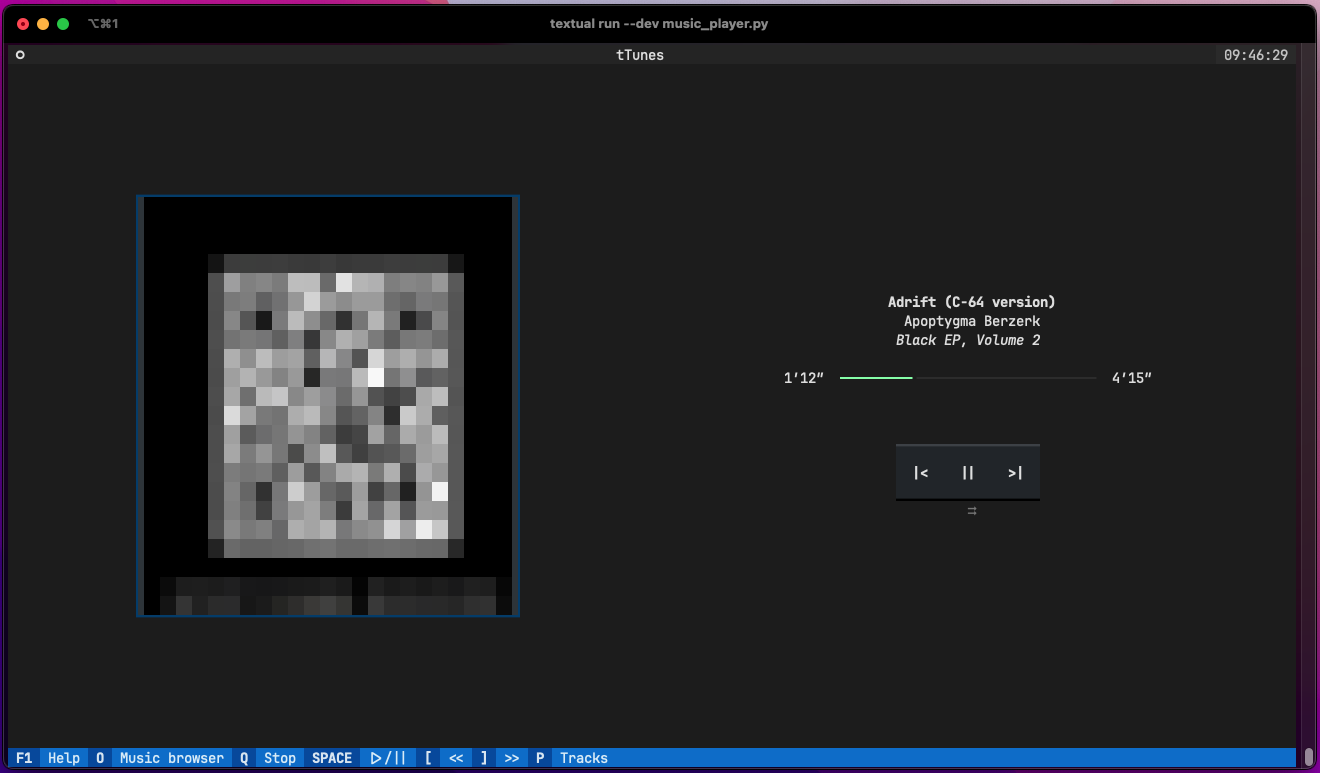 ⌥⌘1 textual run --dev music_player.py
tTunes 09:46:29
Adrift (C-64 version)
Apoptygma Berzerk
Black EP, Volume 2
1′12″ 4′15″
|< || >|
⇉
F1 Help O Music browser Q Stop SPACE ▷/|| [ << ] >> P Tracks